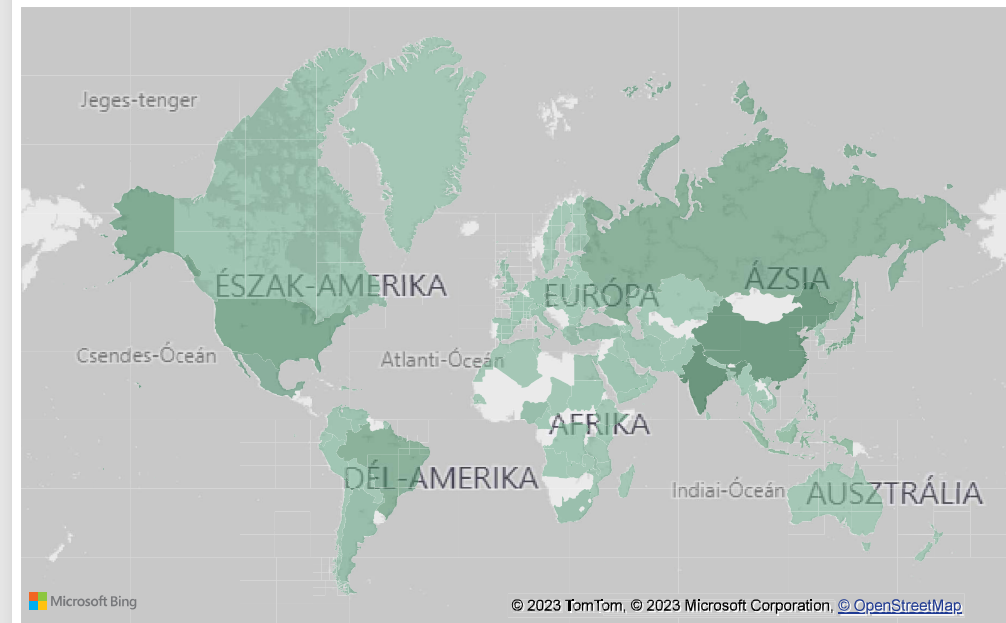 Jeges-tenger
ÉSZAK-AMERIKA
EURÓPA
ÁZSIA
Csendes-Óceán
Atlanti-Óceán
AFRIKA
DÉL-AMERIKA
Indiai-Óceán
AUSZTRÁLIA
Microsoft Bing
© 2023 TomTom, © 2023 Microsoft Corporation, © OpenStreetMap